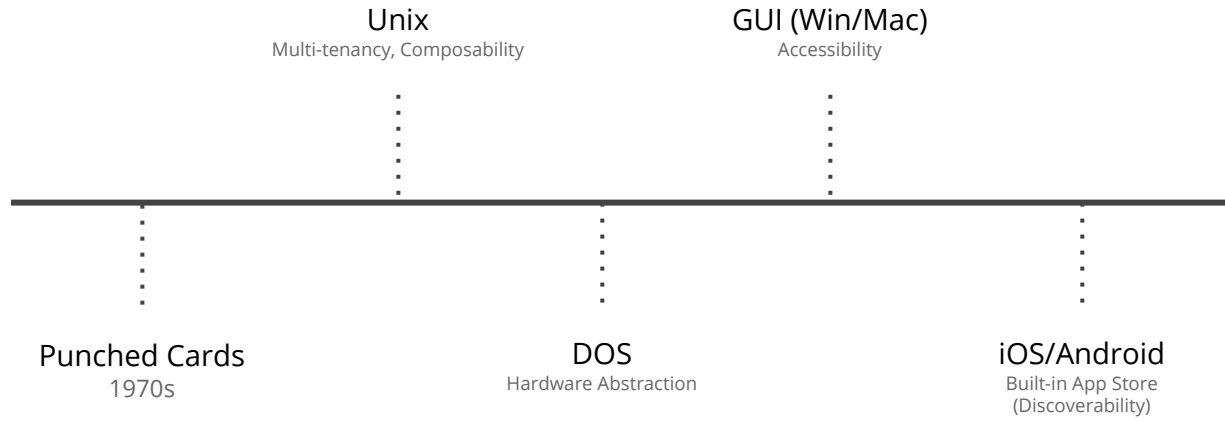 Unix
Multi-tenancy, Composability
GUI (Win/Mac)
Accessibility
Punched Cards
1970s
DOS
Hardware Abstraction
iOS/Android
Built-in App Store
(Discoverability)